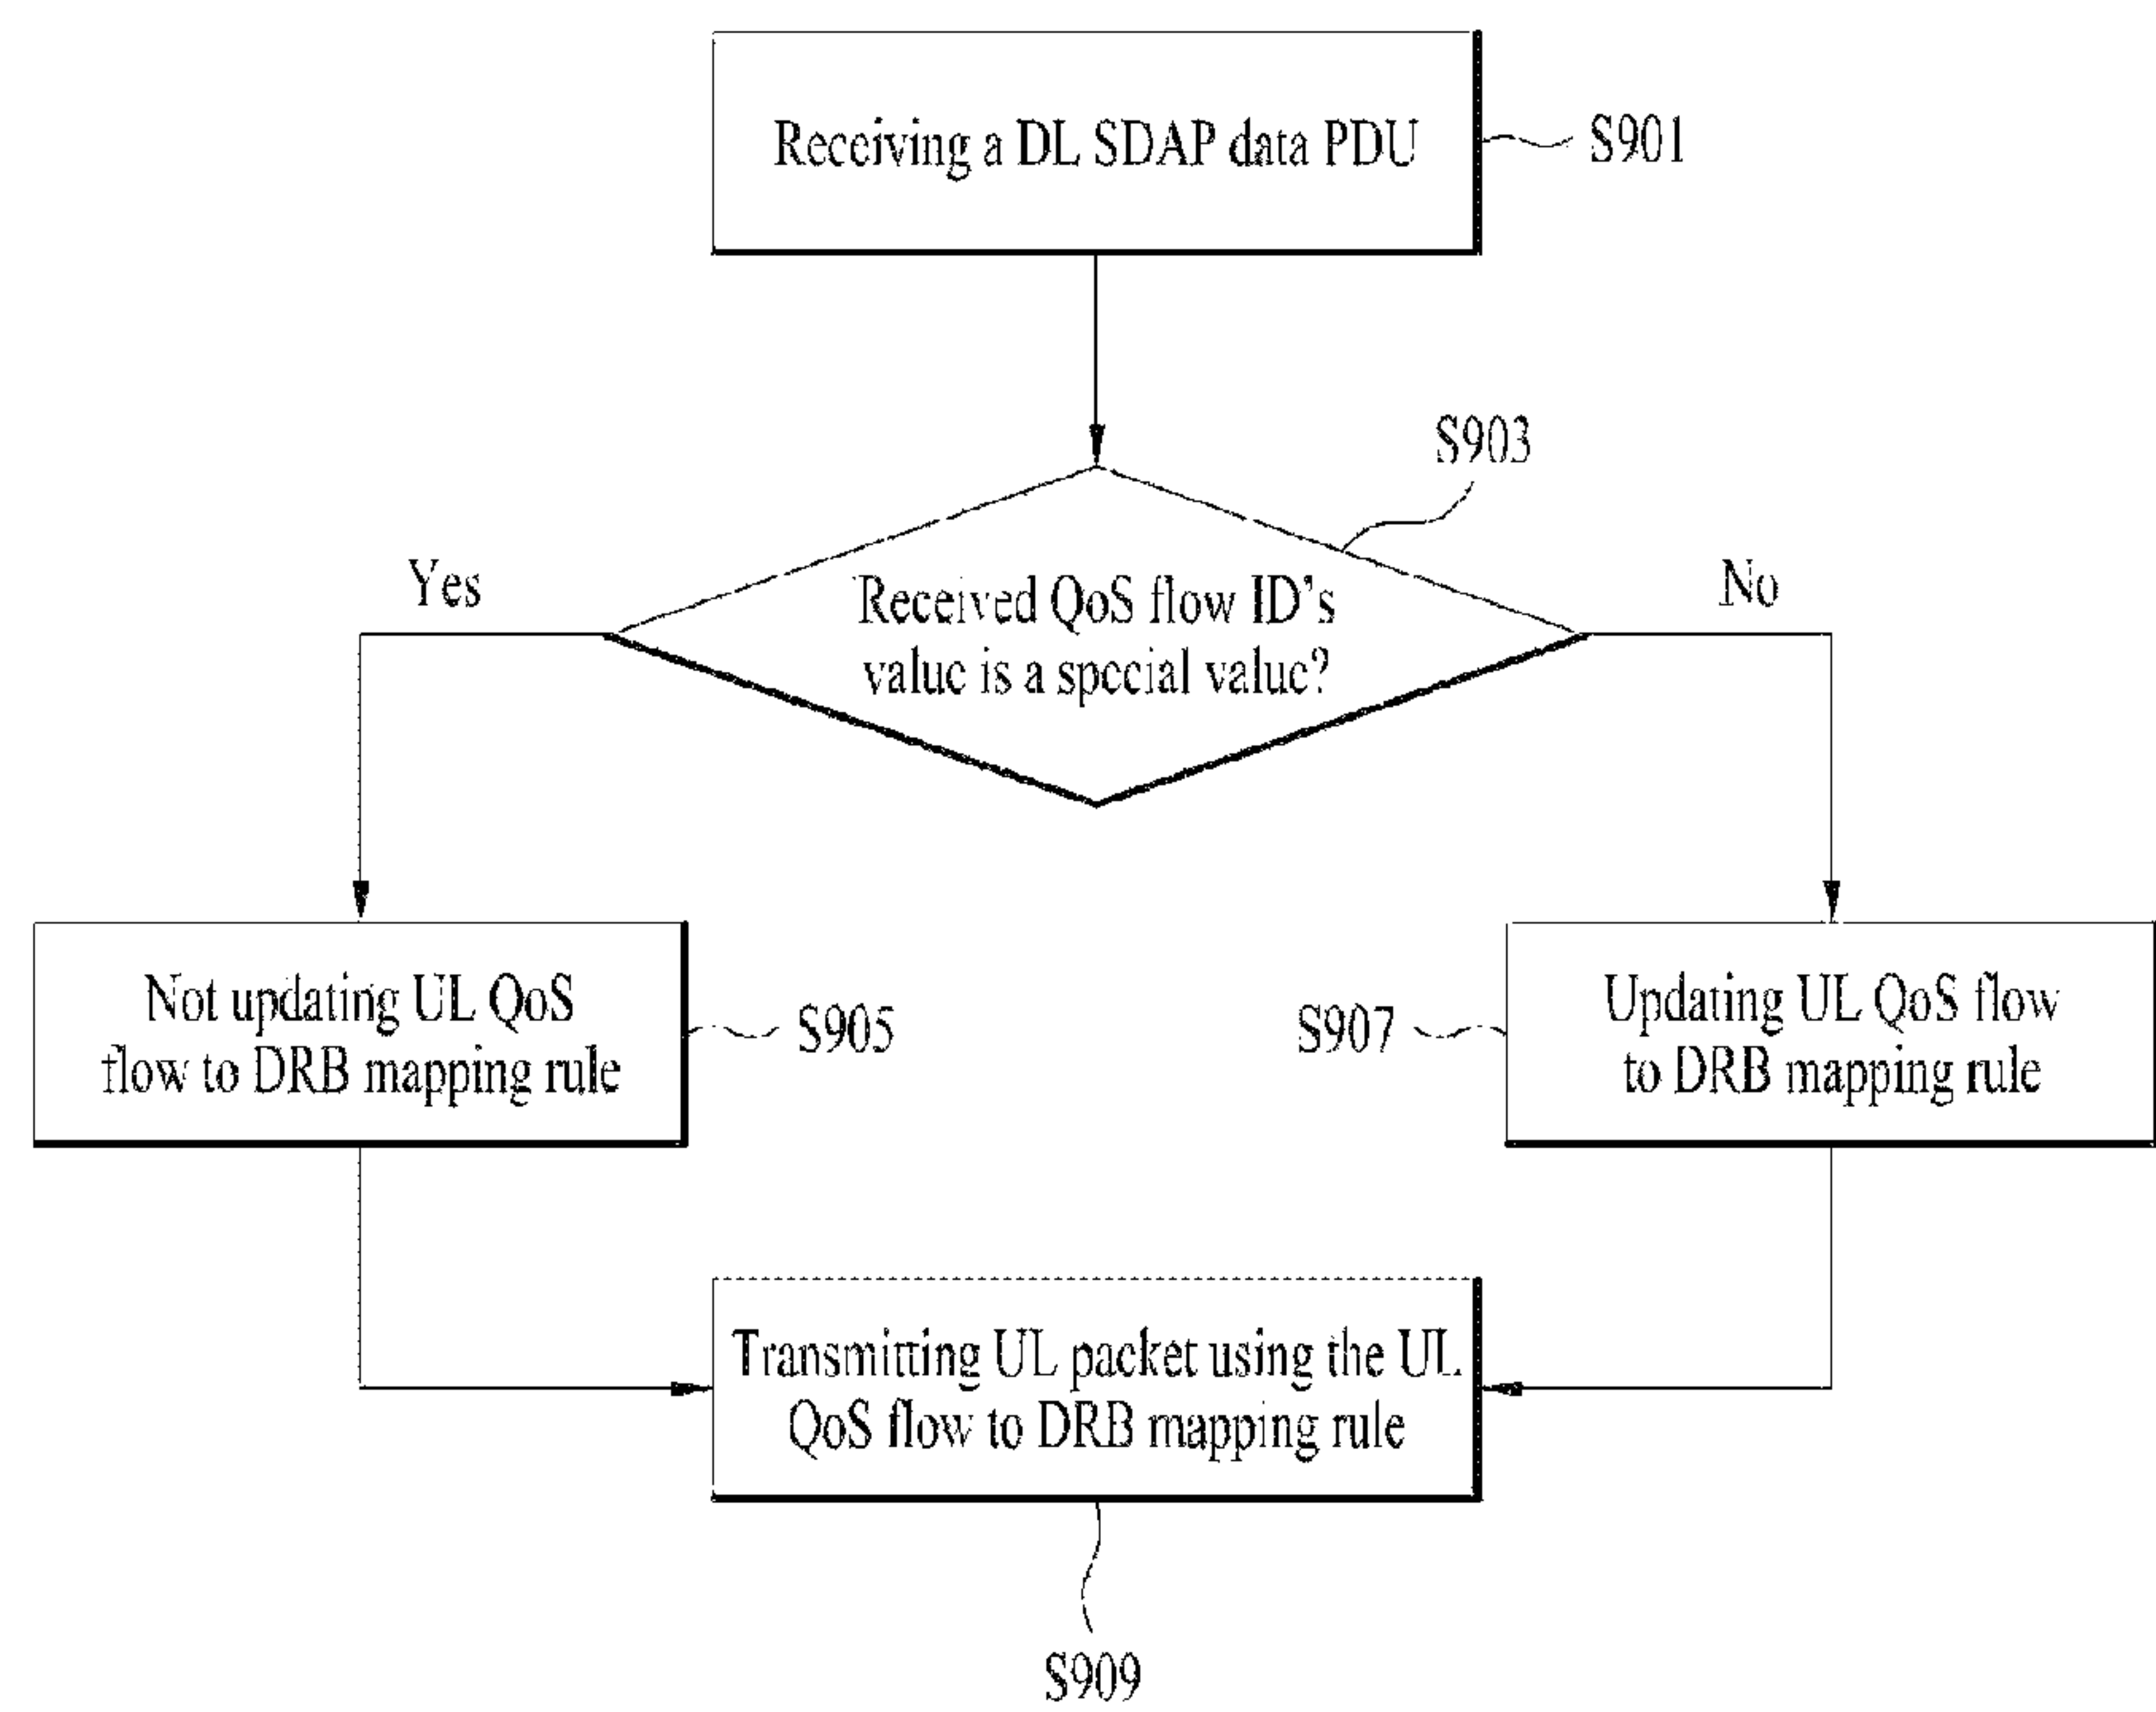 Receiving a DL SDAP data PDU
S901
S903
Yes
No
Received QoS flow ID's
value is a special value?
Not updating UL QoS
flow to DRB mapping rule
S905
S907
Updating UL QoS flow
to DRB mapping rule
Transmitting UL packet using the UL
QoS flow to DRB mapping rule
S909